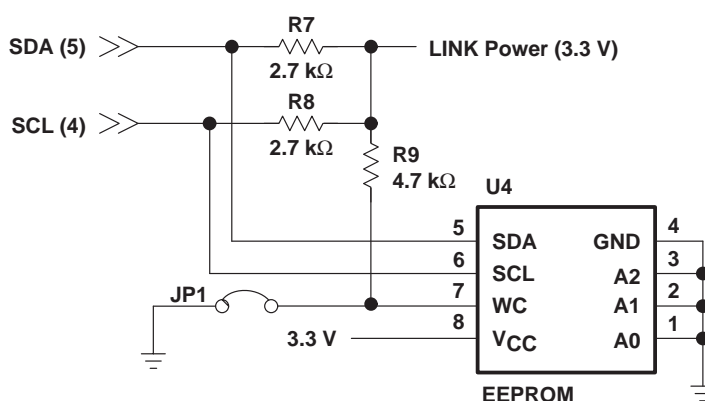 R7
SDA (5)
LINK Power (3.3 V)
2.7 kΩ
R8
SCL (4)
2.7 kΩ
R9
4.7 kΩ
U4
5 SDA GND 4
6 SCL A2 3
JP1
7 WC A1 2
3.3 V 8 VCC A0 1
EEPROM